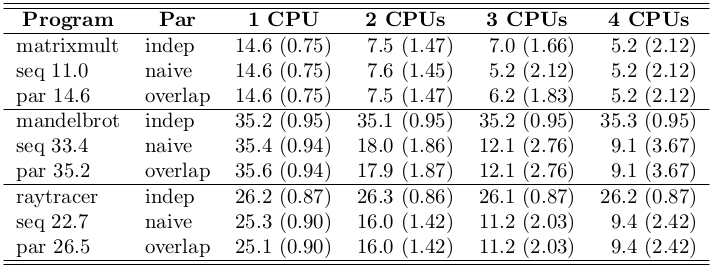 Program Par 1 CPU 2 CPUs 3 CPUs 4 CPUs
matrixmult indep 14.6 (0.75) 7.5 (1.47) 7.0 (1.66) 5.2 (2.12)
seq 11.0 naive 14.6 (0.75) 7.6 (1.45) 5.2 (2.12) 5.2 (2.12)
par 14.6 overlap 14.6 (0.75) 7.5 (1.47) 6.2 (1.83) 5.2 (2.12)
mandelbrot indep 35.2 (0.95) 35.1 (0.95) 35.2 (0.95) 35.3 (0.95)
seq 33.4 naive 35.4 (0.94) 18.0 (1.86) 12.1 (2.76) 9.1 (3.67)
par 35.2 overlap 35.6 (0.94) 17.9 (1.87) 12.1 (2.76) 9.1 (3.67)
raytracer indep 26.2 (0.87) 26.3 (0.86) 26.1 (0.87) 26.2 (0.87)
seq 22.7 naive 25.3 (0.90) 16.0 (1.42) 11.2 (2.03) 9.4 (2.42)
par 26.5 overlap 25.1 (0.90) 16.0 (1.42) 11.2 (2.03) 9.4 (2.42)